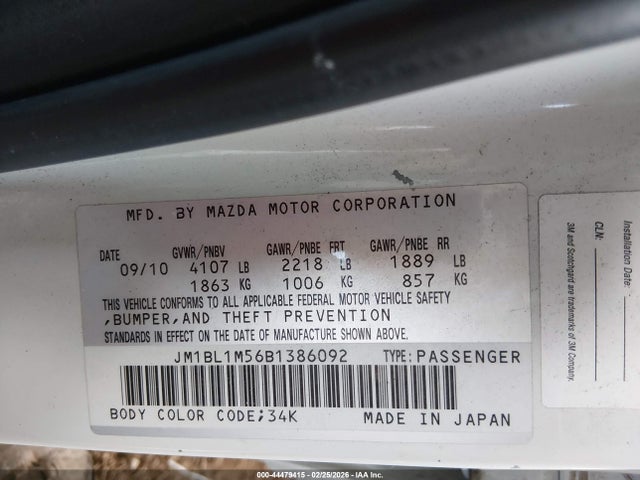 MFD. BY MAZDA MOTOR CORPORATION
DATE GVWR/PNBV GAWR/PNBE FRT GAWR/PNBE RR
09/10 4107 LB 2218 LB 1889 LB
1863 KG 1006 KG 857 KG
THIS VEHICLE CONFORMS TO ALL APPLICABLE FEDERAL MOTOR VEHICLE SAFETY
,BUMPER,AND THEFT PREVENTION
STANDARDS IN EFFECT ON THE DATE OF MANUFACTURE SHOWN ABOVE.
JM1BL1M56B1386092 TYPE:PASSENGER
BODY COLOR CODE;34K MADE IN JAPAN
Installation Date:
CLN:
3M and Scotchgard are trademarks of 3M Company.
000-44479415 - 02/25/2026 - © IAA Inc.